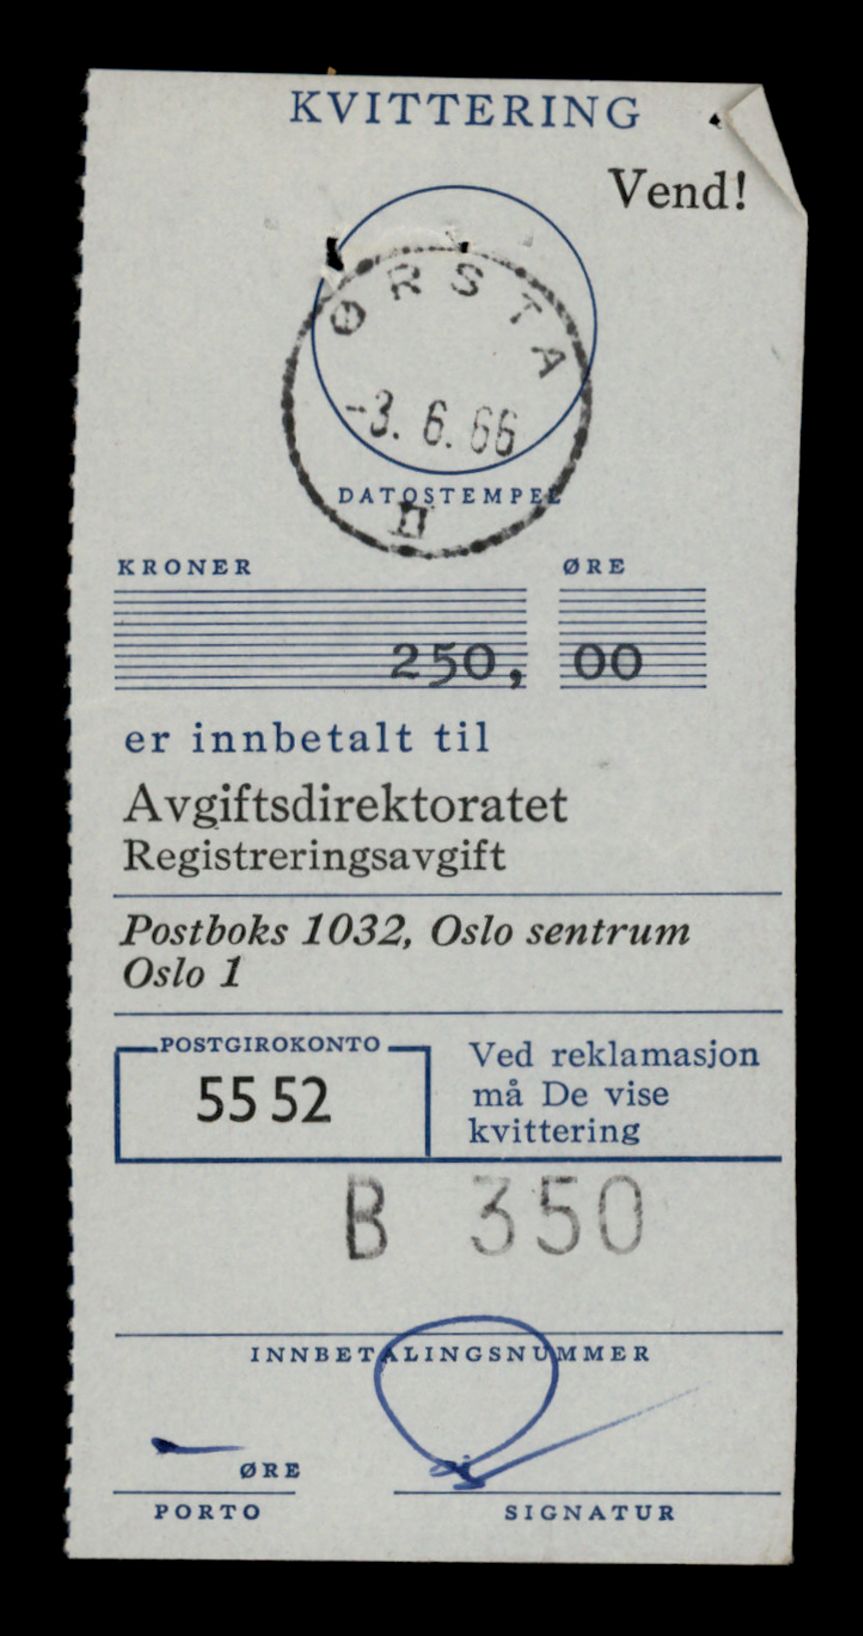 KVITTERING
Vend!
ØRSTA
-3. 6. 66
DATOSTEMPEL
II
KRONER ØRE
250, 00
er innbetalt til
Avgiftsdirektoratet
Registreringsavgift
Postboks 1032, Oslo sentrum
Oslo 1
POSTGIROKONTO
55 52
Ved reklamasjon
må De vise
kvittering
B 350
INNBETALINGSNUMMER
ØRE
PORTO SIGNATUR